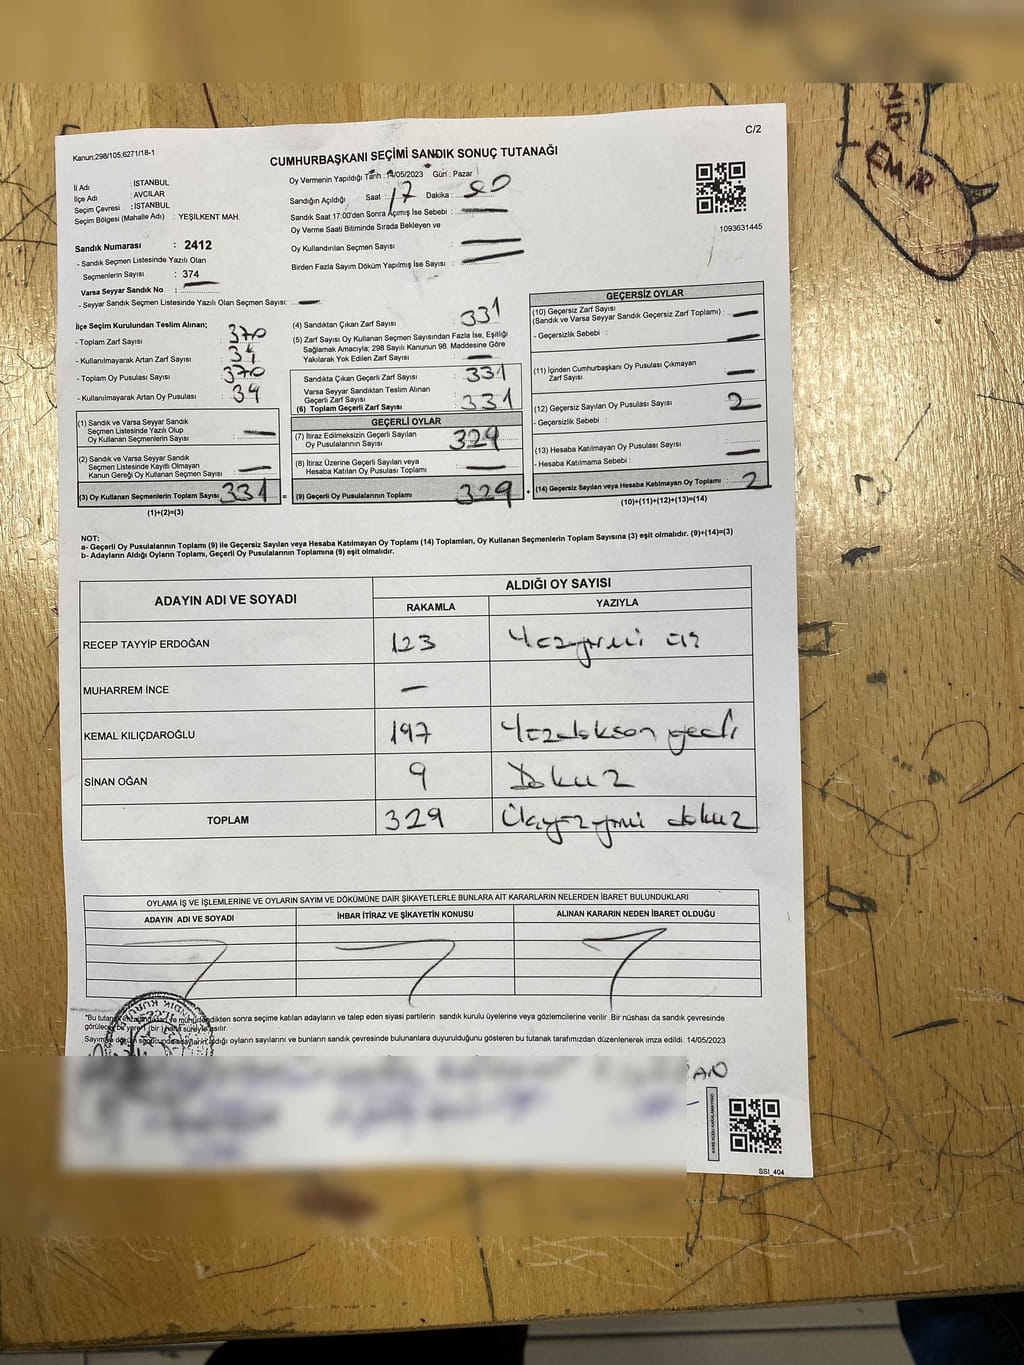 C/2
Kanun;298/105;6271/18-1
CUMHURBAŞKANI SEÇİMİ SANDIK SONUÇ TUTANAĞI
İl Adı : İSTANBUL
İlçe Adı : AVCILAR
Seçim Çevresi : İSTANBUL
Seçim Bölgesi (Mahalle Adı) : YEŞİLKENT MAH.
Sandık Numarası : 2412
- Sandık Seçmen Listesinde Yazılı Olan
Seçmenlerin Sayısı : 374
Varsa Seyyar Sandık No :
- Seyyar Sandık Seçmen Listesinde Yazılı Olan Seçmen Sayısı: —
Oy Vermenin Yapıldığı Tarih : 14/05/2023 Gün : Pazar
Sandığın Açıldığı Saat : 17 Dakika :
Sandık Saat 17:00'den Sonra Açımış İse Sebebi : —
Oy Verme Saati Bitiminde Sırada Bekleyen ve
Oy Kullandırılan Seçmen Sayısı : —
Birden Fazla Sayım Döküm Yapılmış İse Sayısı : —
1093631445
İlçe Seçim Kurulundan Teslim Alınan;
- Toplam Zarf Sayısı : 370
- Kullanılmayarak Artan Zarf Sayısı :
- Toplam Oy Pusulası Sayısı : 370
- Kullanılmayarak Artan Oy Pusulası : 39
(1) Sandık ve Varsa Seyyar Sandık
Seçmen Listesinde Yazılı Olup
Oy Kullanan Seçmenlerin Sayısı : —
(2) Sandık ve Varsa Seyyar Sandık
Seçmen Listesinde Kayıtlı Olmayan
Kanun Gereği Oy Kullanan Seçmen Sayısı : —
(3) Oy Kullanan Seçmenlerin Toplam Sayısı : 331
(1)+(2)=(3)
(4) Sandıktan Çıkan Zarf Sayısı : 331
(5) Zarf Sayısı Oy Kullanan Seçmen Sayısından Fazla İse, Eşitliği
Sağlamak Amacıyla; 298 Sayılı Kanunun 98. Maddesine Göre
Yakılarak Yok Edilen Zarf Sayısı : —
Sandıkta Çıkan Geçerli Zarf Sayısı : 331
Varsa Seyyar Sandıktan Teslim Alınan
Geçerli Zarf Sayısı :
(6) Toplam Geçerli Zarf Sayısı : 331
GEÇERLİ OYLAR
(7) İtiraz Edilmeksizin Geçerli Sayılan
Oy Pusulalarının Sayısı : 329
(8) İtiraz Üzerine Geçerli Sayılan veya
Hesaba Katılan Oy Pusulası Toplamı : —
= (9) Geçerli Oy Pusulalarının Toplamı : 329 +
GEÇERSİZ OYLAR
(10) Geçersiz Zarf Sayısı
(Sandık ve Varsa Seyyar Sandık Geçersiz Zarf Toplamı) : —
- Geçersizlik Sebebi : —
(11) İçinden Cumhurbaşkanı Oy Pusulası Çıkmayan
Zarf Sayısı : —
(12) Geçersiz Sayılan Oy Pusulası Sayısı : 2
- Geçersizlik Sebebi :
(13) Hesaba Katılmayan Oy Pusulası Sayısı :
- Hesaba Katılmama Sebebi : —
(14) Geçersiz Sayılan veya Hesaba Katılmayan Oy Toplamı : 2
(10)+(11)+(12)+(13)=(14)
NOT:
a- Geçerli Oy Pusulalarının Toplamı (9) ile Geçersiz Sayılan veya Hesaba Katılmayan Oy Toplamı (14) Toplamları, Oy Kullanan Seçmenlerin Toplam Sayısına (3) eşit olmalıdır. (9)+(14)=(3)
b- Adayların Aldığı Oyların Toplamı, Geçerli Oy Pusulalarının Toplamına (9) eşit olmalıdır.
ADAYIN ADI VE SOYADI ALDIĞI OY SAYISI
RAKAMLA YAZIYLA
RECEP TAYYİP ERDOĞAN 123 Yüzyirmi üç
MUHARREM İNCE —
KEMAL KILIÇDAROĞLU 197 Yüzdoksan yedi
SİNAN OĞAN 9 Dokuz
TOPLAM 329 Üçyüzyirmi dokuz
OYLAMA İŞ VE İŞLEMLERİNE VE OYLARIN SAYIM VE DÖKÜMÜNE DAİR ŞİKAYETLERLE BUNLARA AİT KARARLARIN NELERDEN İBARET BULUNDUKLARI
ADAYIN ADI VE SOYADI İHBAR İTİRAZ VE ŞİKAYETİN KONUSU ALINAN KARARIN NEDEN İBARET OLDUĞU
sonra seçime katılan adayların ve talep eden siyasi partilerin sandık kurulu üyelerine veya gözlemcilerine verilir. Bir nüshası da sandık çevresinde
oyların sayılarını ve bunların sandık çevresinde bulunanlara duyurulduğunu gösteren bu tutanak tarafımızdan düzenlenerek imza edildi. 14/05/2023
SSI_404
EMİR